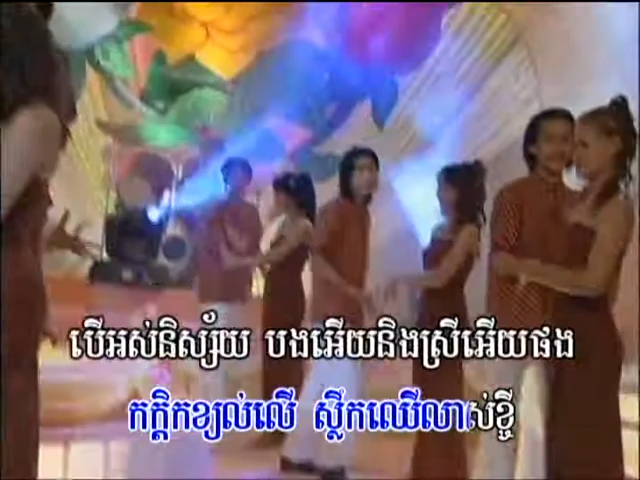 បើអស់និស្ស័យ បងអើយនិងស្រីអើយផង
កក្តិកខ្យល់លើ ស្លឹកឈើលាស់ខ្ចី